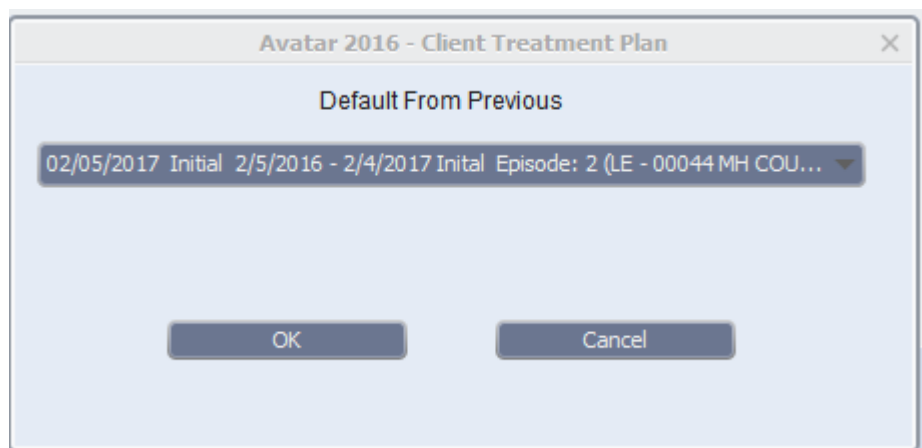 Avatar 2016 - Client Treatment Plan
Default From Previous
02/05/2017 Initial 2/5/2016 - 2/4/2017 Inital Episode: 2 (LE - 00044 MH COU...
OK Cancel